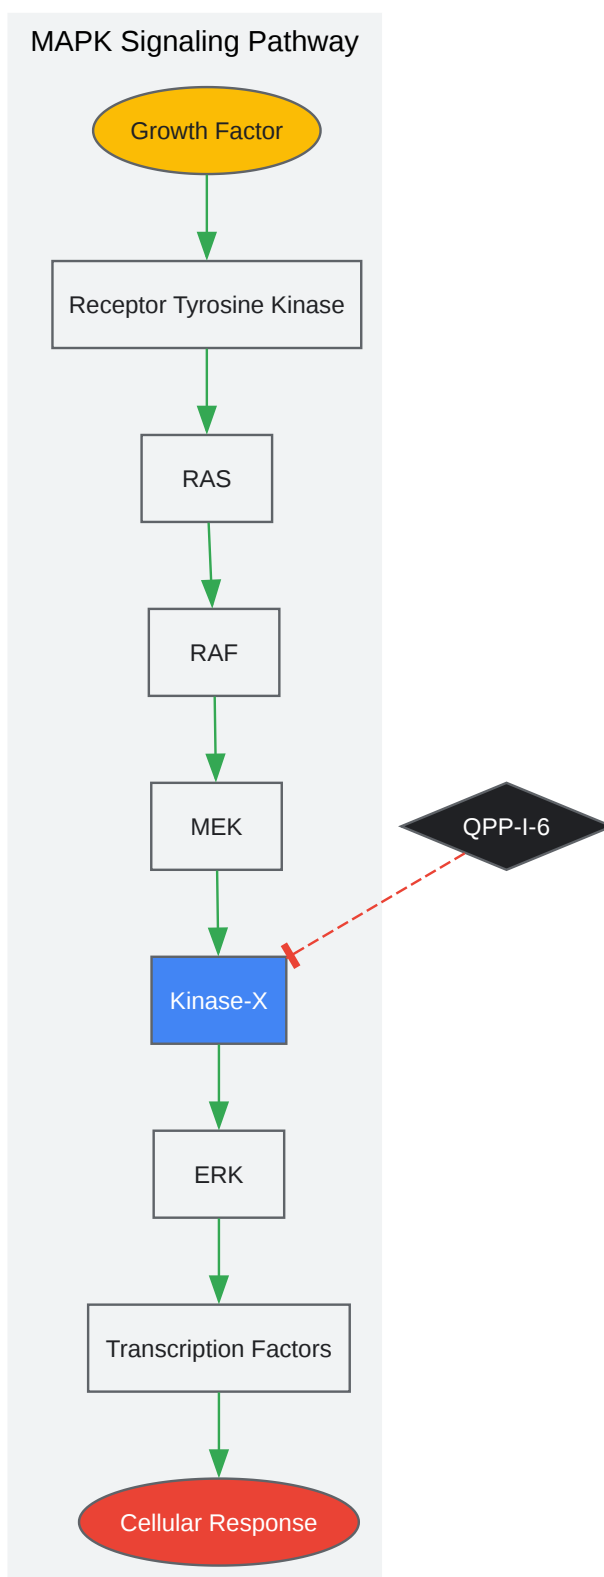 MAPK Signaling Pathway
Growth Factor
Receptor Tyrosine Kinase
RAS
RAF
MEK
QPP-I-6
Kinase-X
ERK
Transcription Factors
Cellular Response